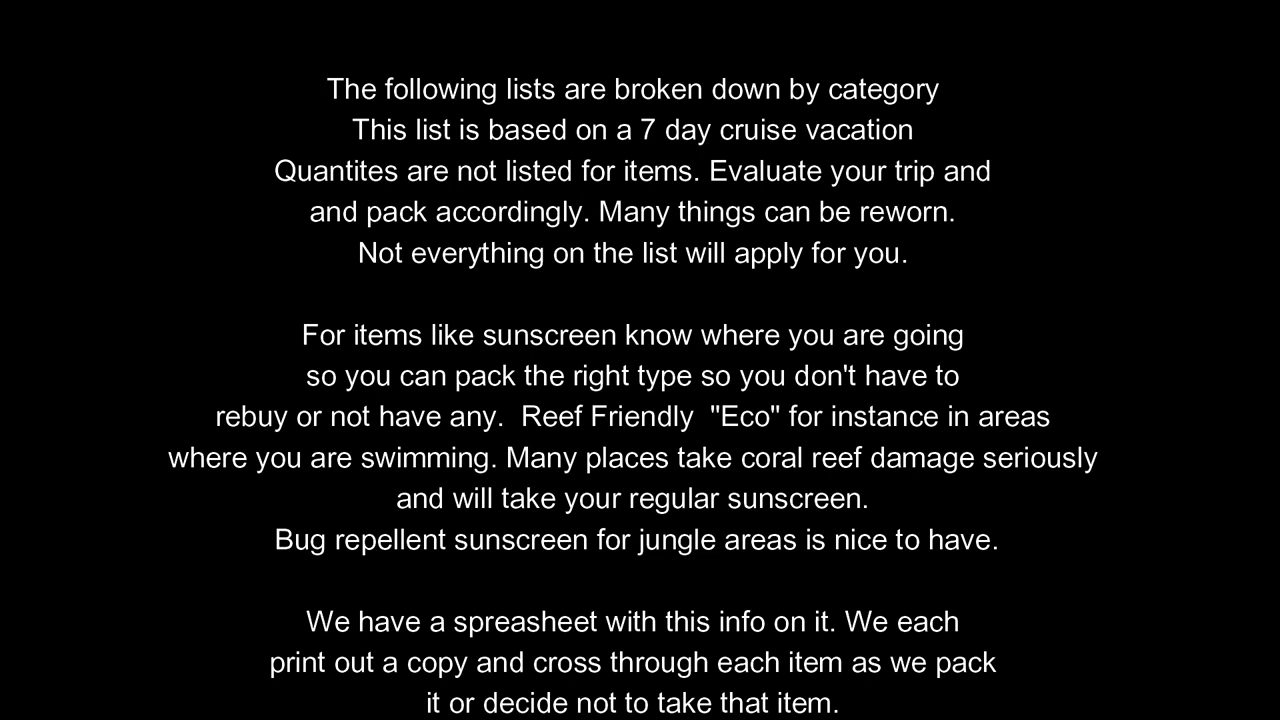 The following lists are broken down by category
This list is based on a 7 day cruise vacation
Quantites are not listed for items. Evaluate your trip and
and pack accordingly. Many things can be reworn.
Not everything on the list will apply for you.
For items like sunscreen know where you are going
so you can pack the right type so you don't have to
rebuy or not have any.  Reef Friendly  "Eco" for instance in areas
where you are swimming. Many places take coral reef damage seriously
and will take your regular sunscreen.
Bug repellent sunscreen for jungle areas is nice to have.
We have a spreasheet with this info on it. We each
print out a copy and cross through each item as we pack
it or decide not to take that item.